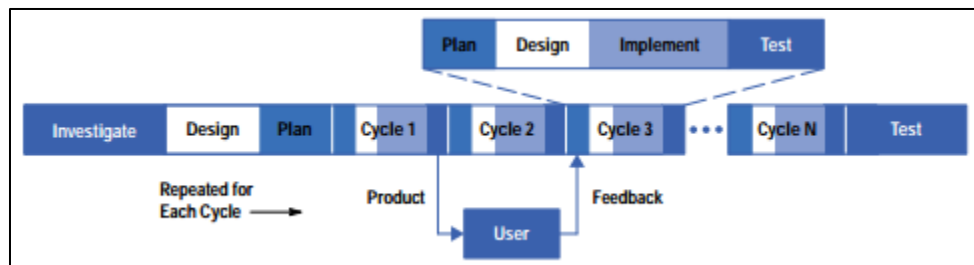 Plan Design Implement Test
Investigate Design Plan Cycle 1 Cycle 2 Cycle 3 Cycle N Test
Repeated for
Each Cycle
Product
Feedback
User